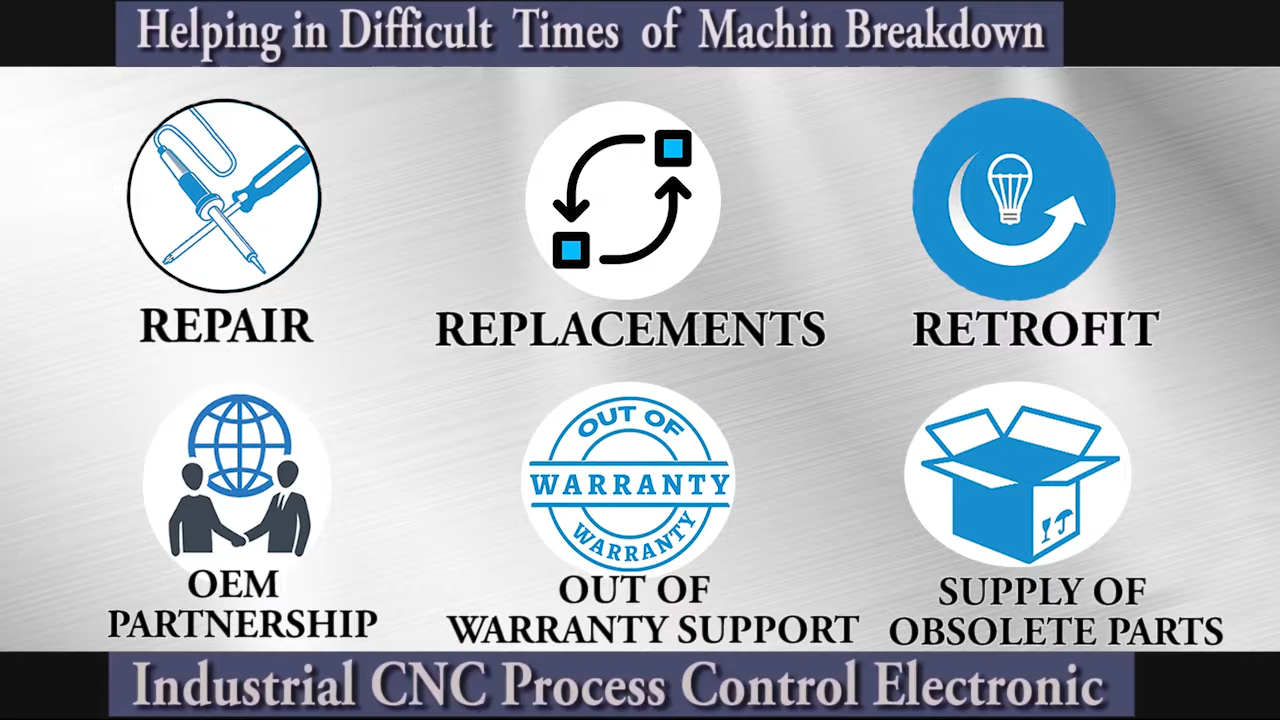 Helping in Difficult Times of Machin Breakdown
REPAIR
REPLACEMENTS
RETROFIT
OUT OF
WARRANTY
WARRANTY
OEM
PARTNERSHIP
OUT OF
WARRANTY SUPPORT
SUPPLY OF
OBSOLETE PARTS
Industrial CNC Process Control Electronic